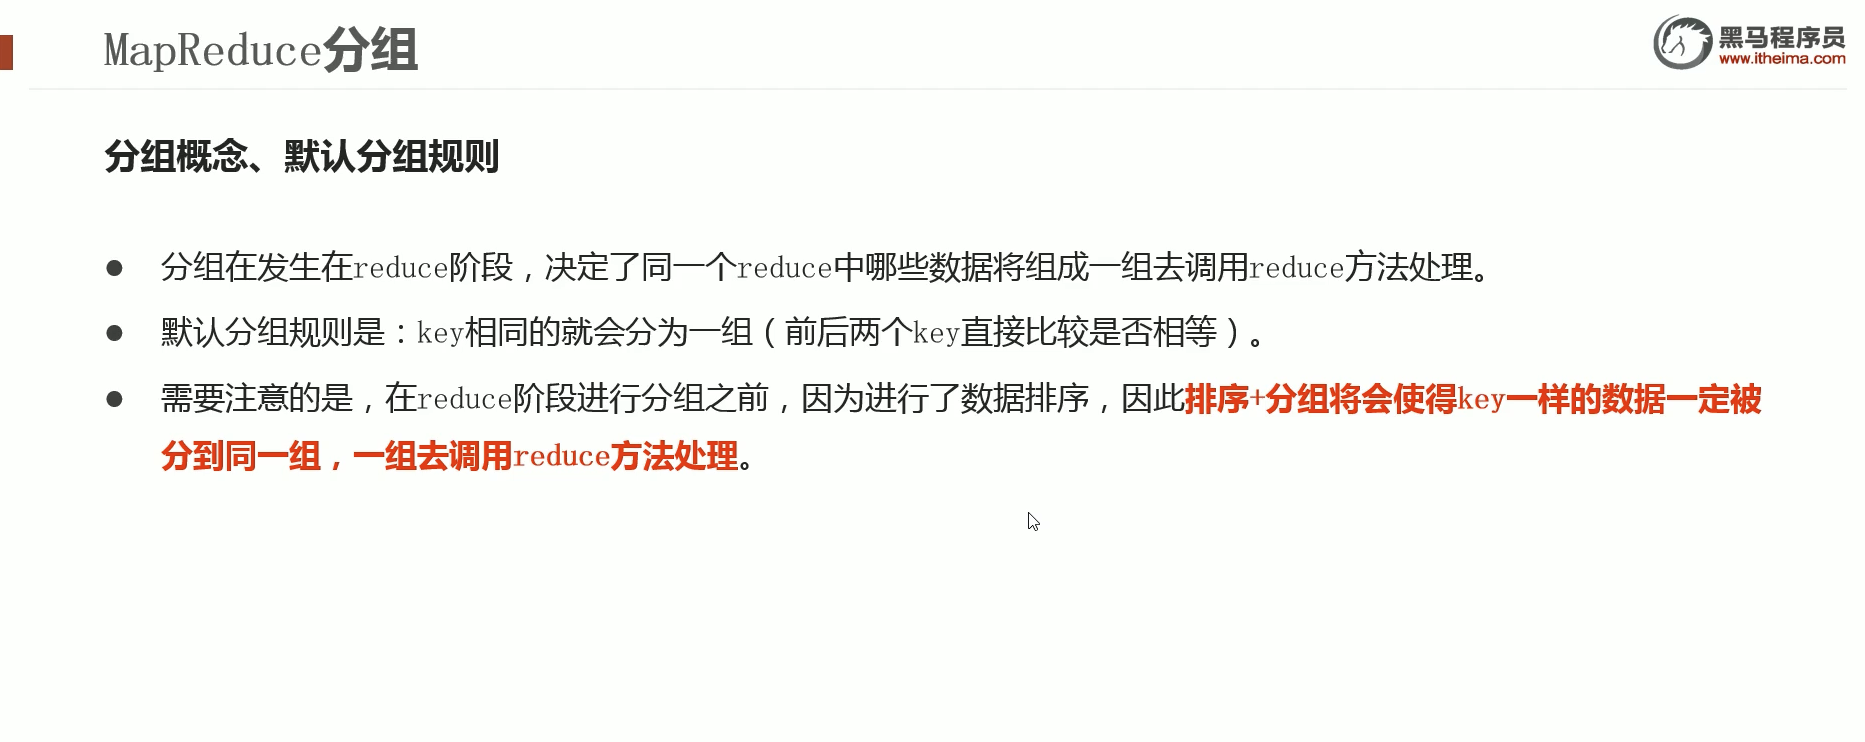 MapReduce分组
黑马程序员
www.itheima.com
分组概念、默认分组规则
● 分组在发生在reduce阶段，决定了同一个reduce中哪些数据将组成一组去调用reduce方法处理。
● 默认分组规则是：key相同的就会分为一组（前后两个key直接比较是否相等）。
● 需要注意的是，在reduce阶段进行分组之前，因为进行了数据排序，因此排序+分组将会使得key一样的数据一定被
分到同一组，一组去调用reduce方法处理。